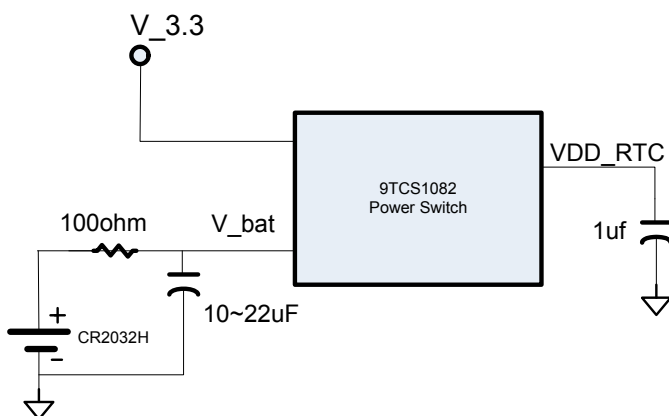 V_3.3
9TCS1082
Power Switch
VDD_RTC
100ohm
V_bat
1uf
10~22uF
+
CR2032H
-